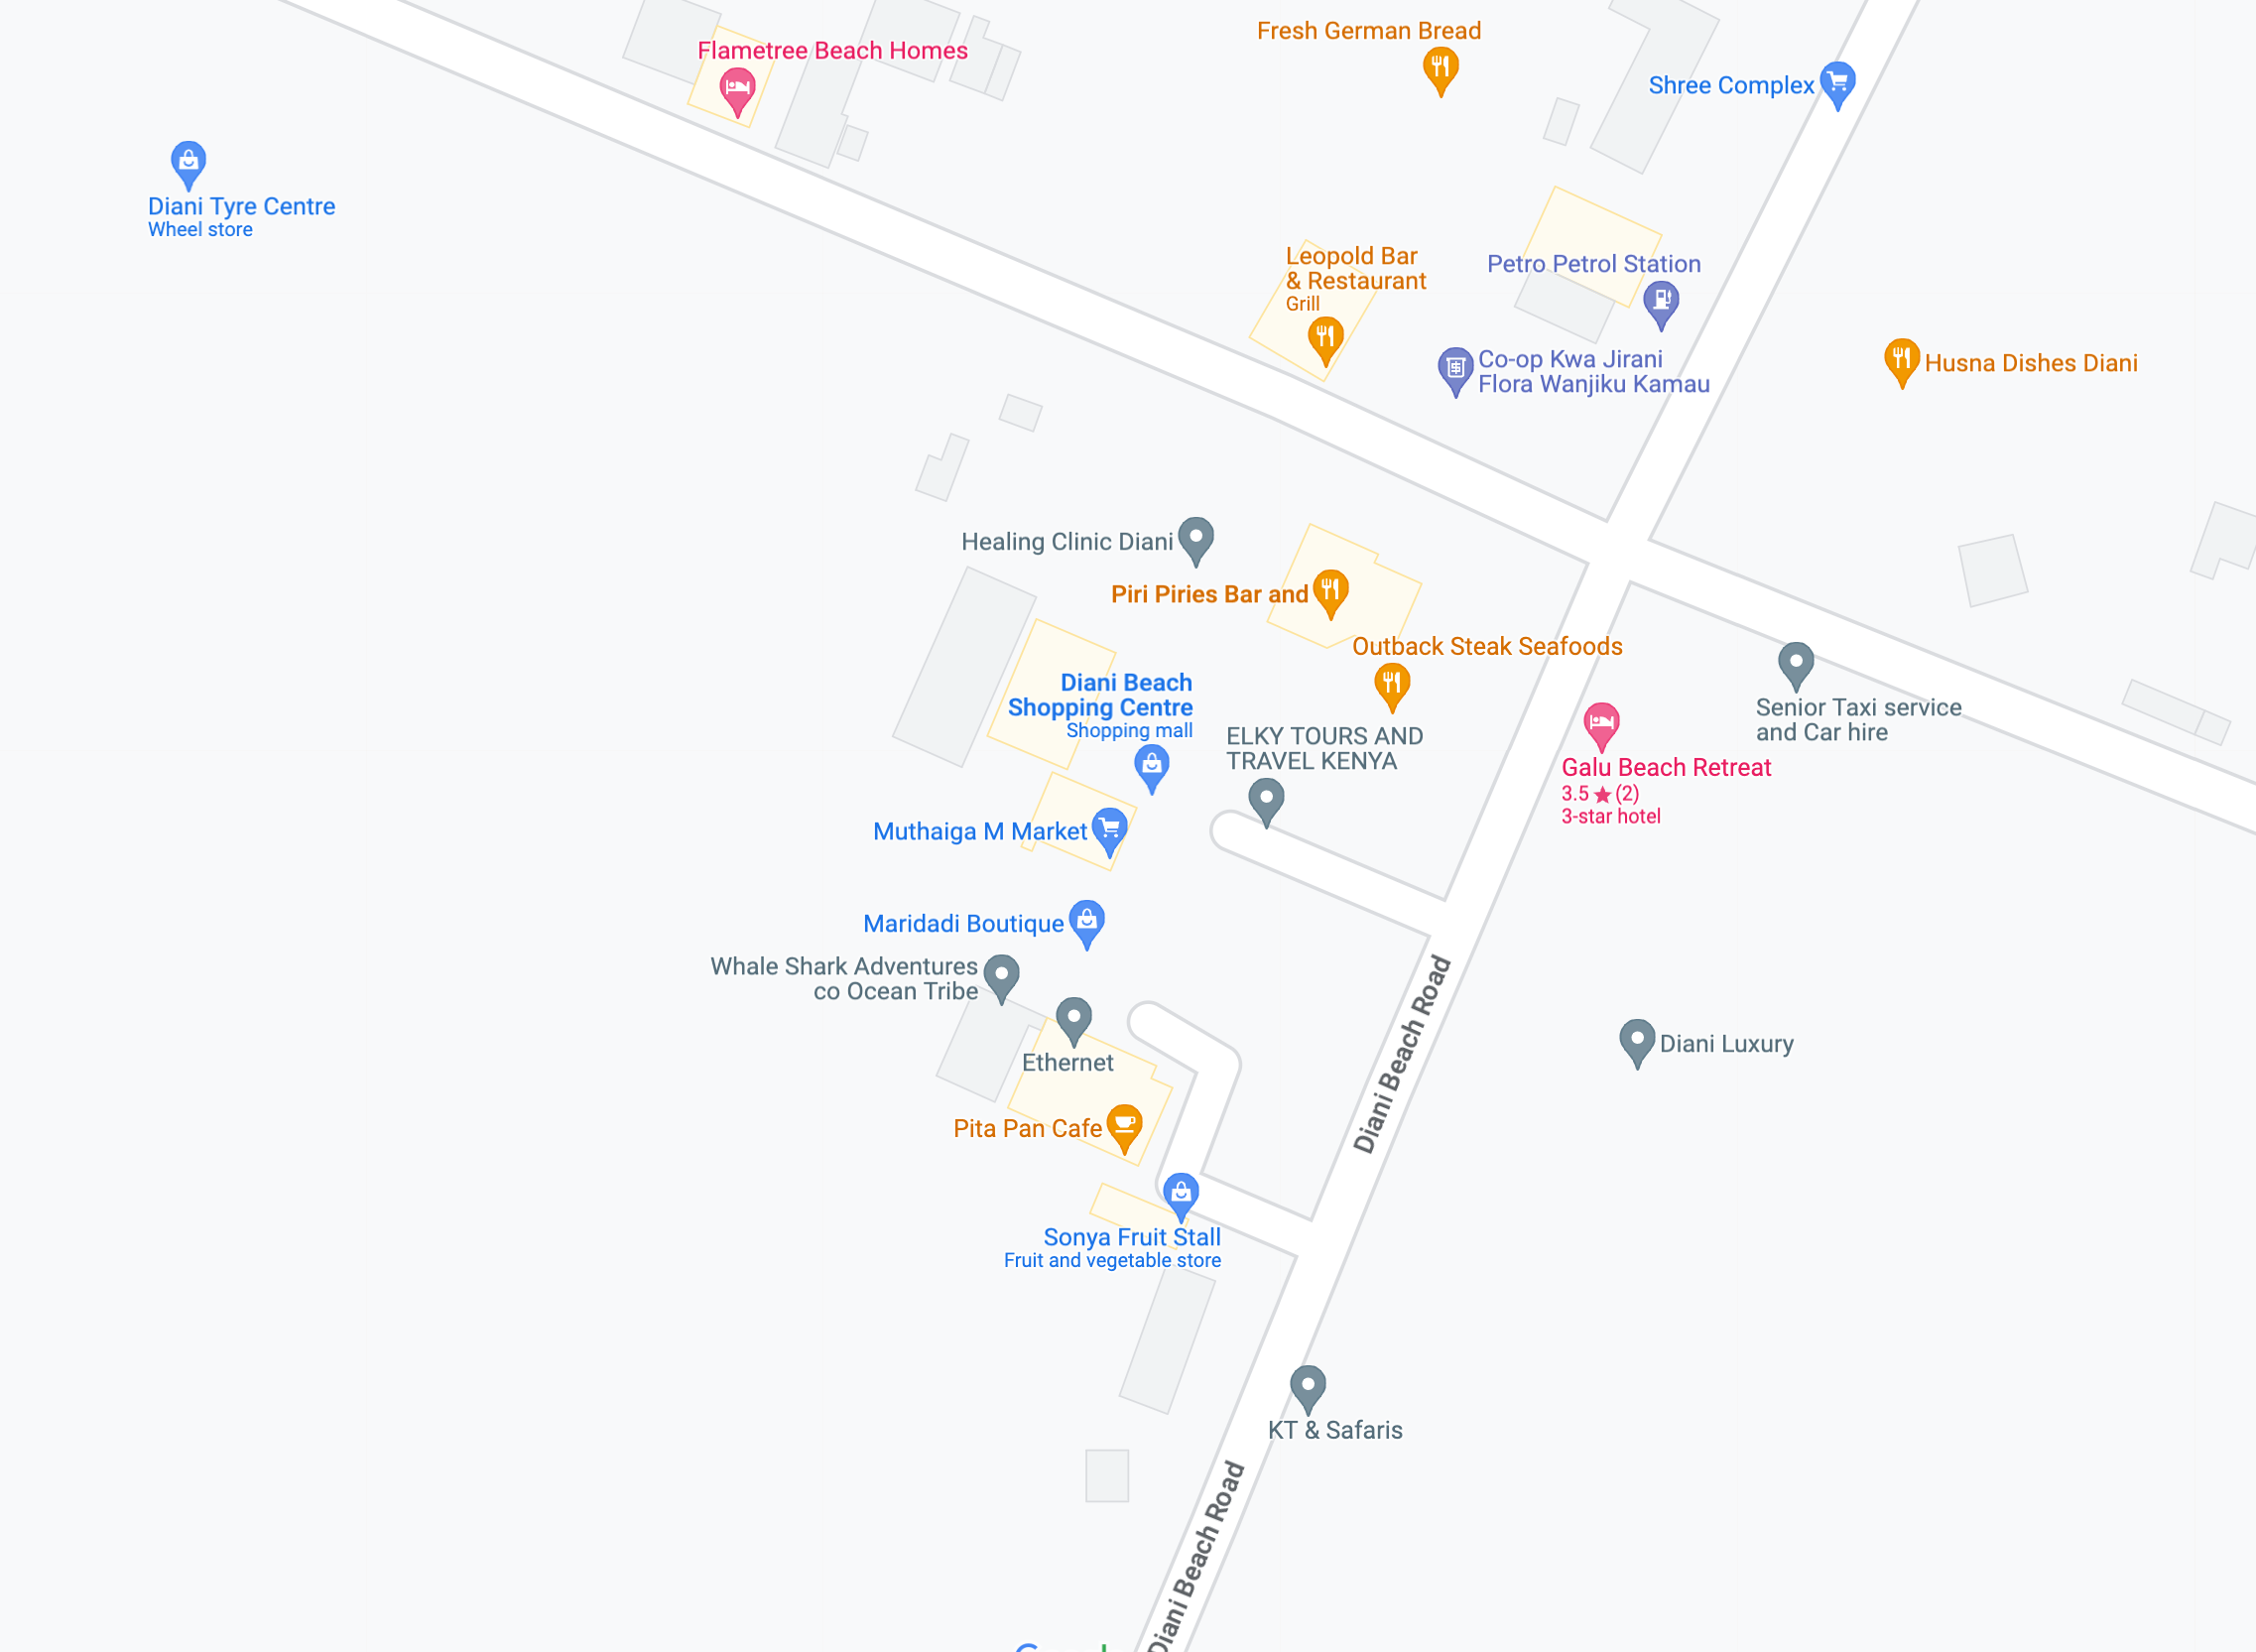 Fresh German Bread
Flametree Beach Homes
Shree Complex
Diani Tyre Centre
Wheel store
Leopold Bar
& Restaurant
Grill
Petro Petrol Station
Co-op Kwa Jirani
Flora Wanjiku Kamau
Husna Dishes Diani
Healing Clinic Diani
Piri Piries Bar and
Outback Steak Seafoods
Diani Beach
Shopping Centre
Shopping mall
ELKY TOURS AND
TRAVEL KENYA
Senior Taxi service
and Car hire
Galu Beach Retreat
3.5 ★ (2)
3-star hotel
Muthaiga M Market
Maridadi Boutique
Whale Shark Adventures
co Ocean Tribe
Ethernet
Diani Beach Road
Diani Luxury
Pita Pan Cafe
Sonya Fruit Stall
Fruit and vegetable store
KT & Safaris
Diani Beach Road